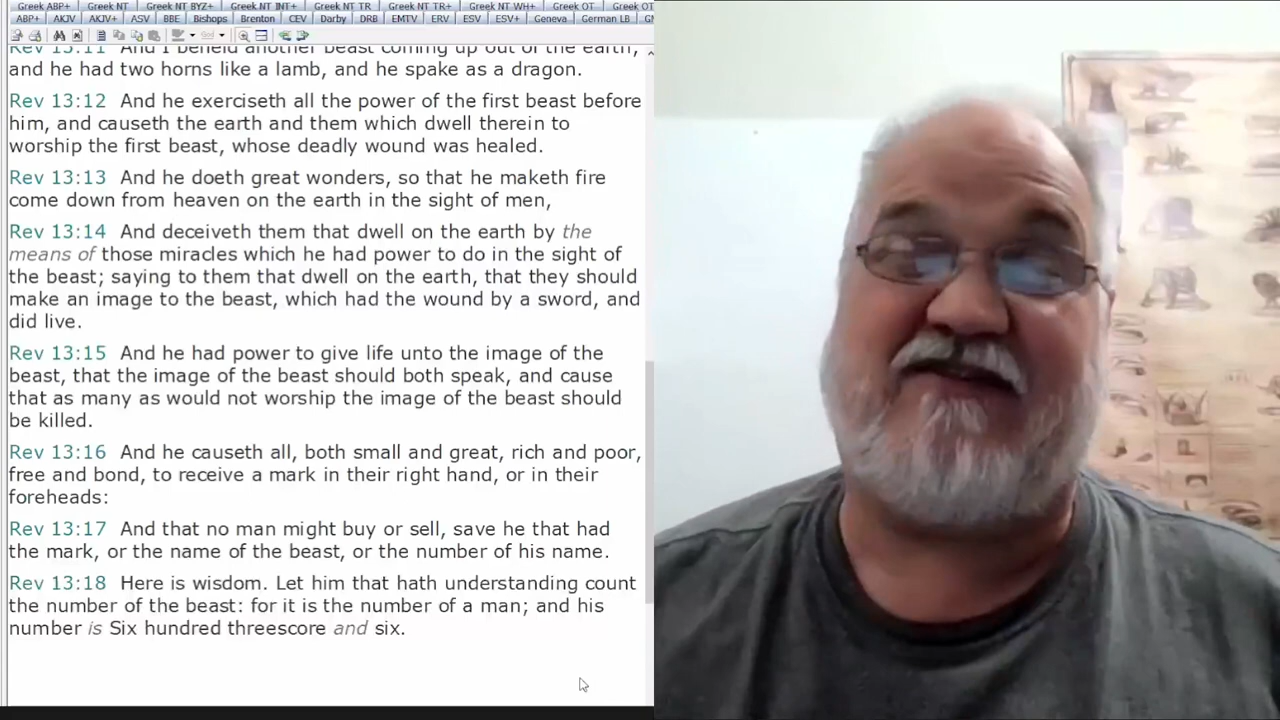 Greek ABP+ Greek NT Greek NT BYZ+ Greek NT INT+ Greek NT TR Greek NT TR+ Greek NT WH+ Greek OT Greek OT
ABP+ AKJV AKJV+ ASV BBE Bishops Brenton CEV Darby DRB EMTV ERV ESV ESV+ Geneva German LB
Rev 13:11 And I beheld another beast coming up out of the earth,
and he had two horns like a lamb, and he spake as a dragon.
Rev 13:12 And he exerciseth all the power of the first beast before
him, and causeth the earth and them which dwell therein to
worship the first beast, whose deadly wound was healed.
Rev 13:13 And he doeth great wonders, so that he maketh fire
come down from heaven on the earth in the sight of men,
Rev 13:14 And deceiveth them that dwell on the earth by the
means of those miracles which he had power to do in the sight of
the beast; saying to them that dwell on the earth, that they should
make an image to the beast, which had the wound by a sword, and
did live.
Rev 13:15 And he had power to give life unto the image of the
beast, that the image of the beast should both speak, and cause
that as many as would not worship the image of the beast should
be killed.
Rev 13:16 And he causeth all, both small and great, rich and poor,
free and bond, to receive a mark in their right hand, or in their
foreheads:
Rev 13:17 And that no man might buy or sell, save he that had
the mark, or the name of the beast, or the number of his name.
Rev 13:18 Here is wisdom. Let him that hath understanding count
the number of the beast: for it is the number of a man; and his
number is Six hundred threescore and six.